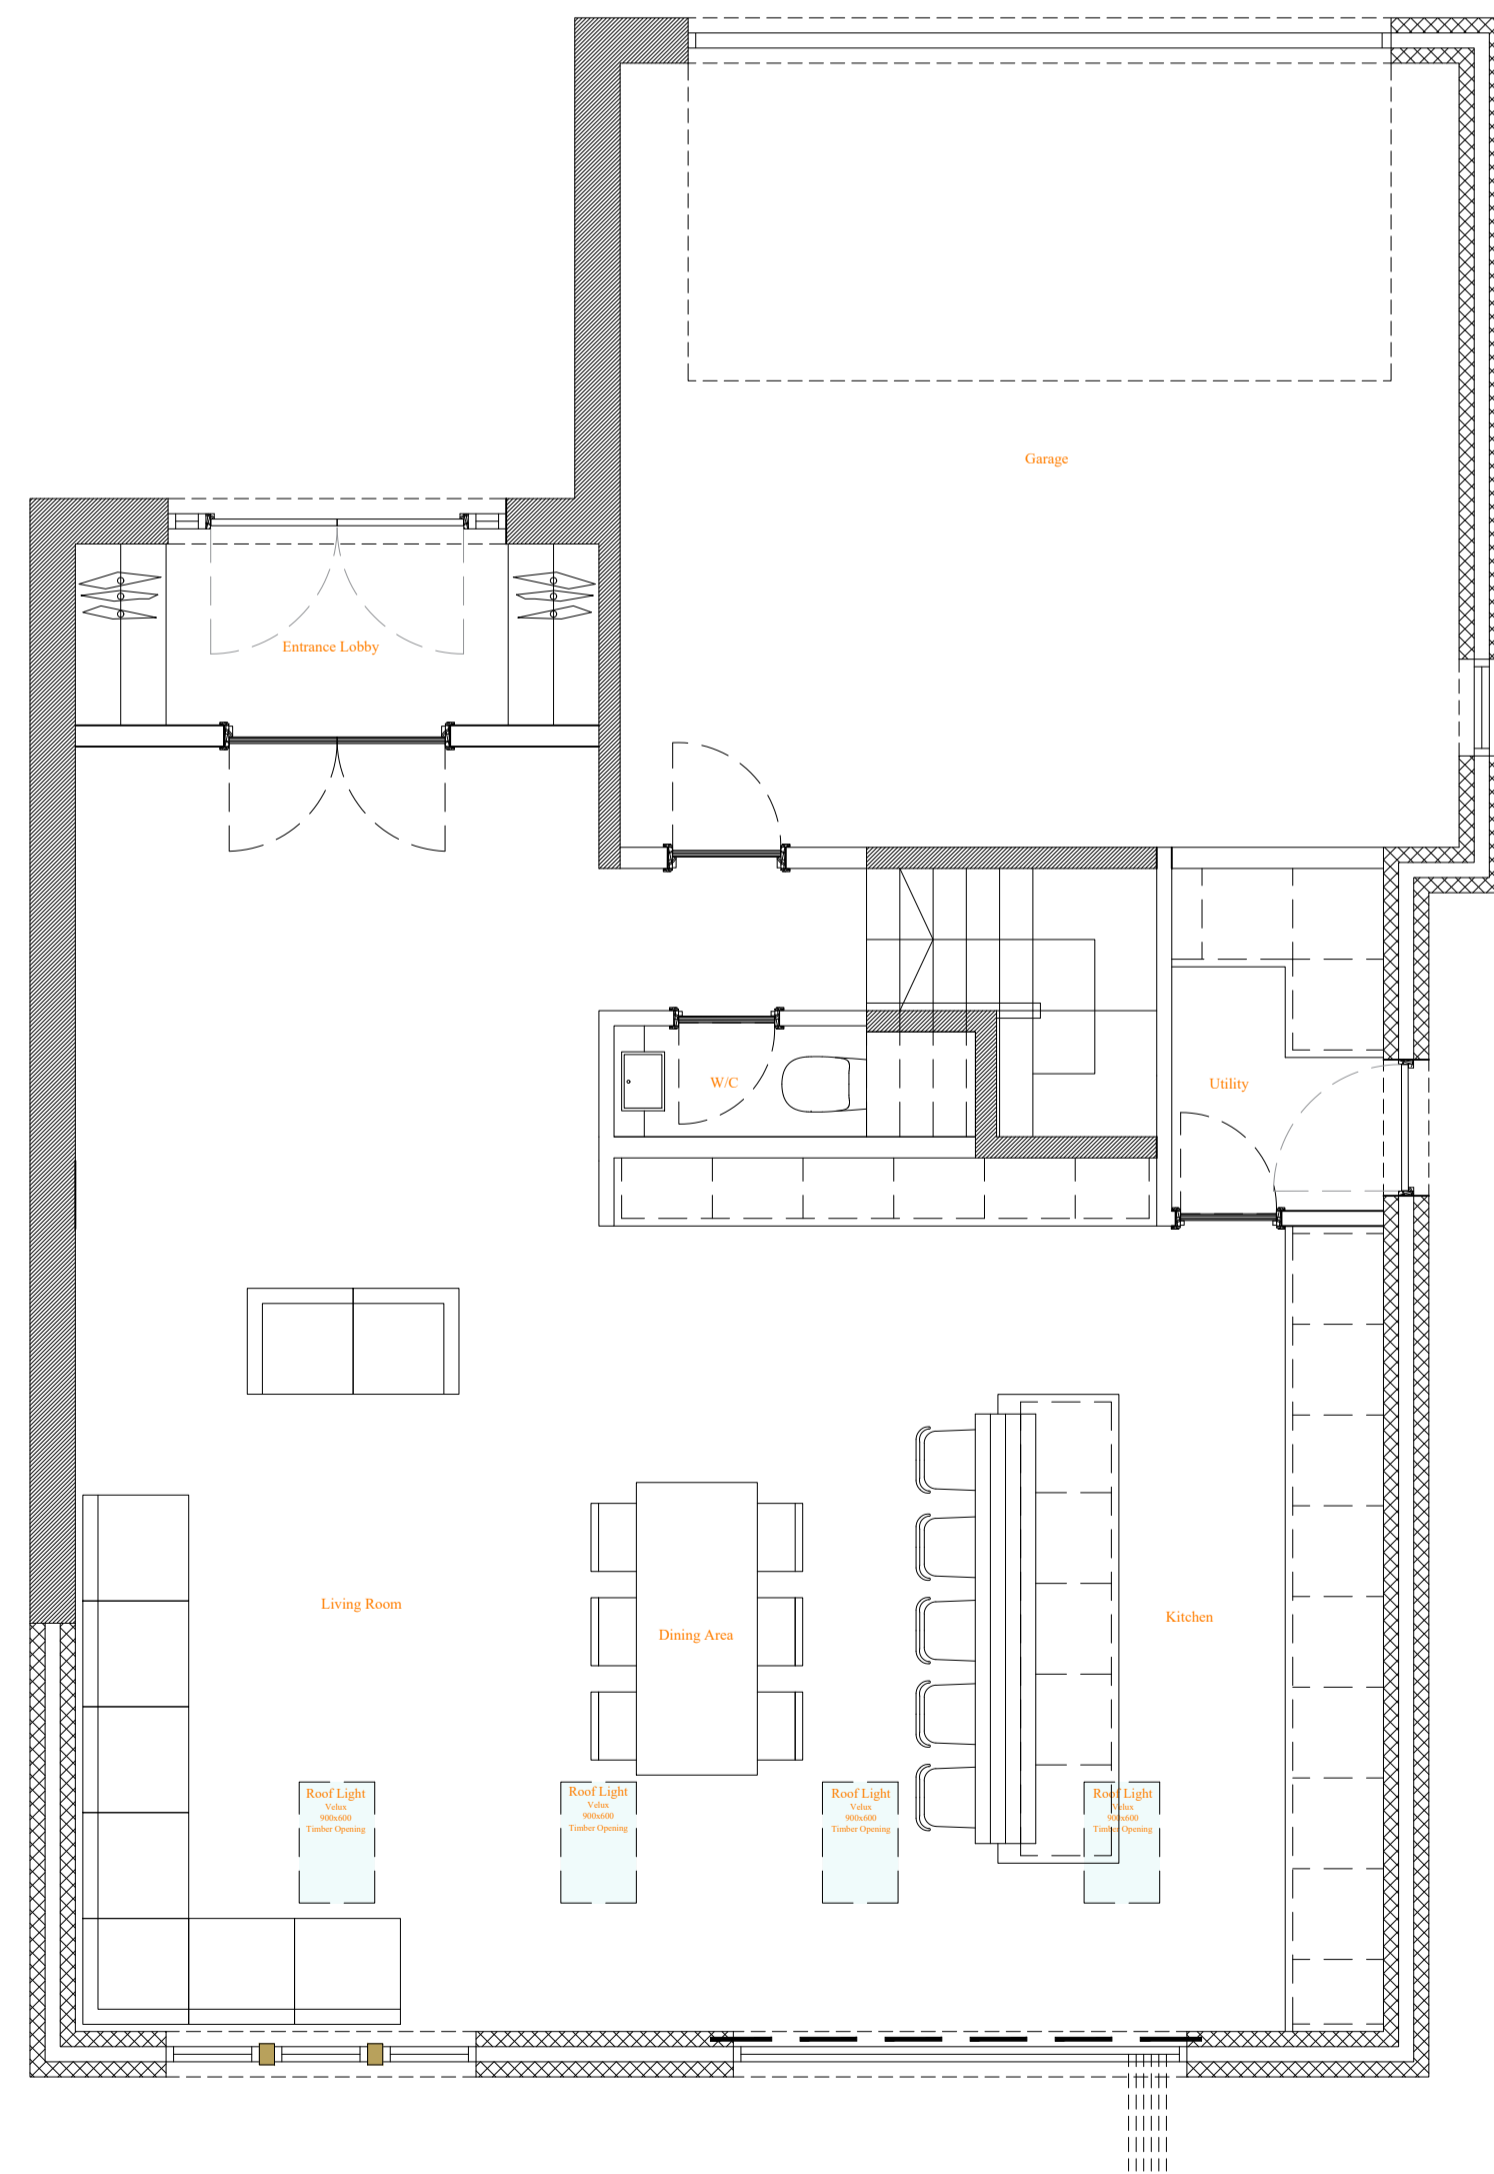 Garage
Entrance Lobby
W/C
Utility
Living Room
Dining Area
Kitchen
Roof Light
Velux
900x600
Timber Opening
Roof Light
Velux
900x600
Timber Opening
Roof Light
Velux
900x600
Timber Opening
Roof Light
Velux
900x600
Timber Opening